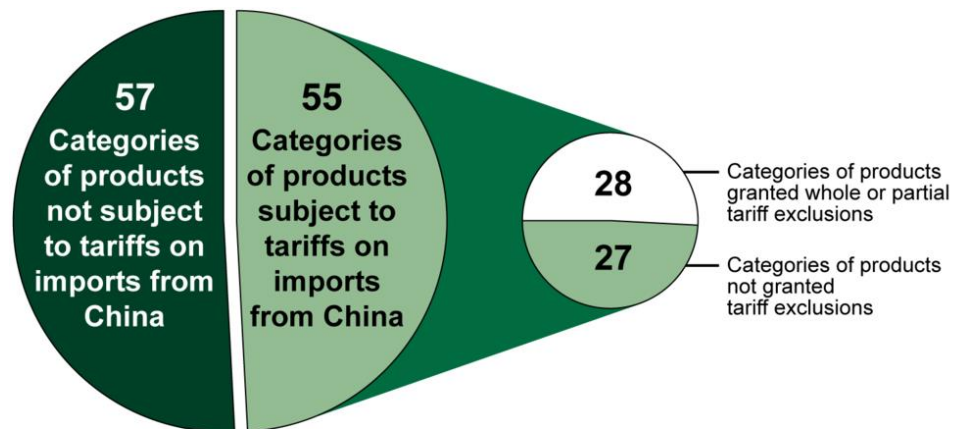 57
Categories
of products
not subject
to tariffs on
imports from
China
55
Categories
of products
subject to
tariffs on
imports
from China
28
27
Categories of products
granted whole or partial
tariff exclusions
Categories of products
not granted
tariff exclusions